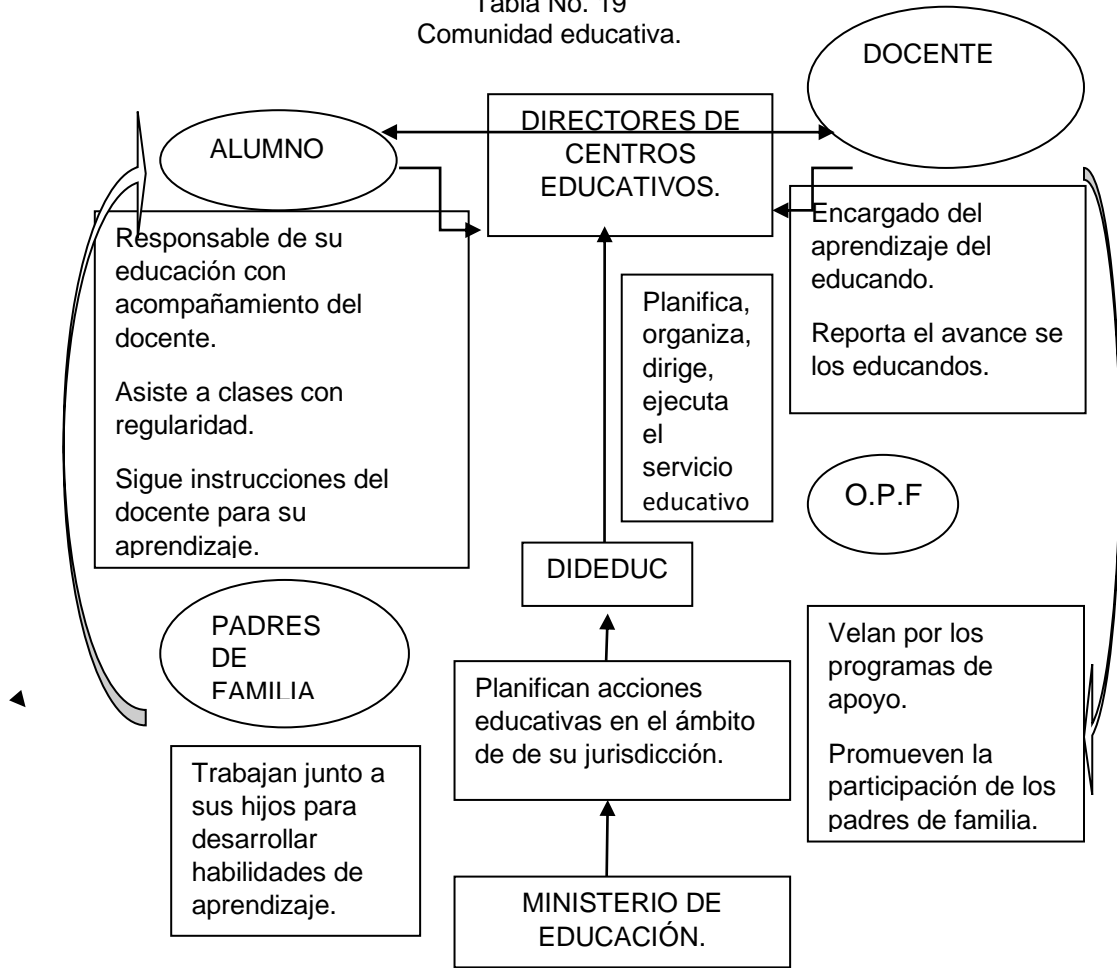 Tabla No. 19
Comunidad educativa.
DOCENTE
ALUMNO
DIRECTORES DE
CENTROS
EDUCATIVOS.
Responsable de su
educación con
acompañamiento del
docente.
Asiste a clases con
regularidad.
Sigue instrucciones del
docente para su
aprendizaje.
Planifica,
organiza,
dirige,
ejecuta
el
servicio
educativo
Encargado del
aprendizaje del
educando.
Reporta el avance se
los educandos.
O.P.F
DIDEDUC
PADRES
DE
FAMILIA
Planifican acciones
educativas en el ámbito
de de su jurisdicción.
Velan por los
programas de
apoyo.
Promueven la
participación de los
padres de familia.
Trabajan junto a
sus hijos para
desarrollar
habilidades de
aprendizaje.
MINISTERIO DE
EDUCACIÓN.